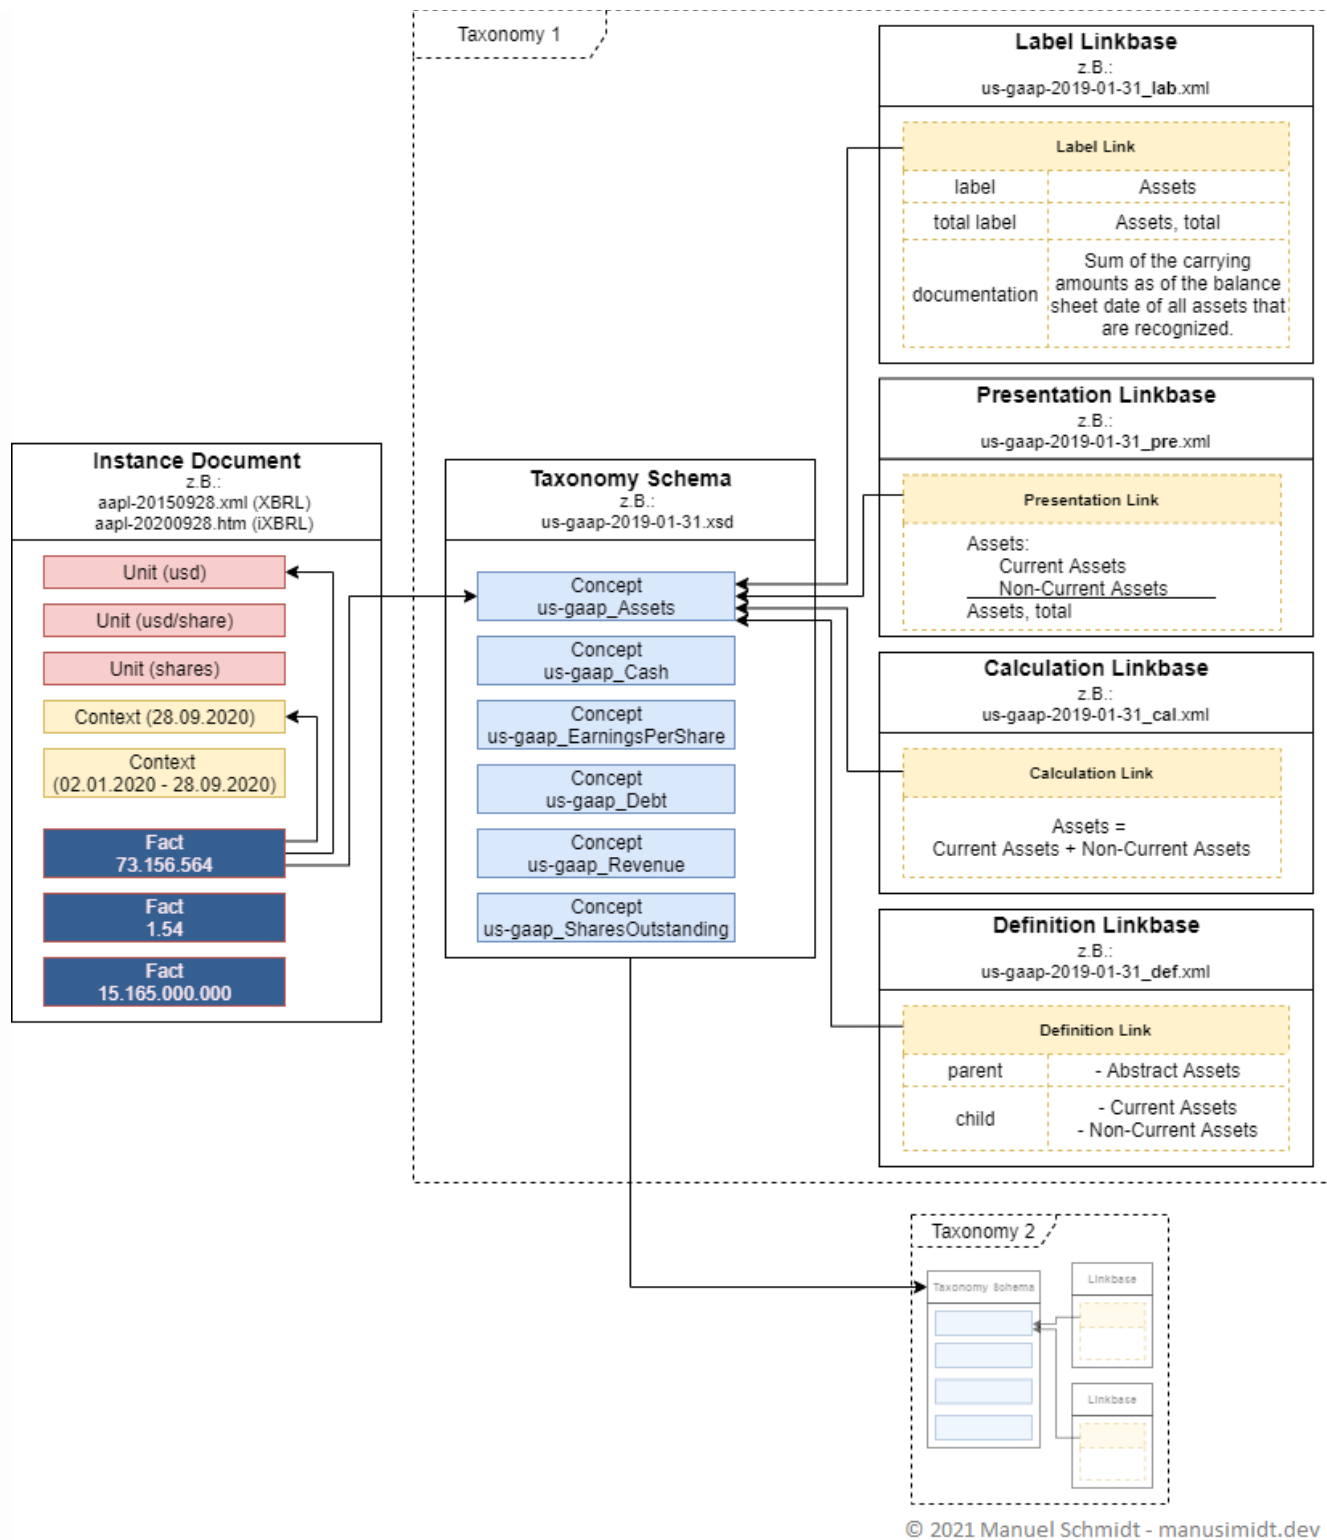 Taxonomy 1
Label Linkbase
z.B.:
us-gaap-2019-01-31_lab.xml
Label Link
label
Assets
total label
Assets, total
documentation
Sum of the carrying
amounts as of the balance
sheet date of all assets that
are recognized.
Presentation Linkbase
z.B.:
us-gaap-2019-01-31_pre.xml
Presentation Link
Assets:
Current Assets
Non-Current Assets
Assets, total
Instance Document
z.B.:
aapl-20150928.xml (XBRL)
aapl-20200928.htm (iXBRL)
Unit (usd)
Unit (usd/share)
Unit (shares)
Context (28.09.2020)
Context
(02.01.2020 - 28.09.2020)
Fact
73.156.564
Fact
1.54
Fact
15.165.000.000
Taxonomy Schema
z.B.:
us-gaap-2019-01-31.xsd
Concept
us-gaap_Assets
Concept
us-gaap_Cash
Concept
us-gaap_EarningsPerShare
Concept
us-gaap_Debt
Concept
us-gaap_Revenue
Concept
us-gaap_SharesOutstanding
Calculation Linkbase
z.B.:
us-gaap-2019-01-31_cal.xml
Calculation Link
Assets =
Current Assets + Non-Current Assets
Definition Linkbase
z.B.:
us-gaap-2019-01-31_def.xml
Definition Link
parent
- Abstract Assets
child
- Current Assets
- Non-Current Assets
Taxonomy 2
Taxonomy Schema
Linkbase
Linkbase
© 2021 Manuel Schmidt - manusimidt.dev